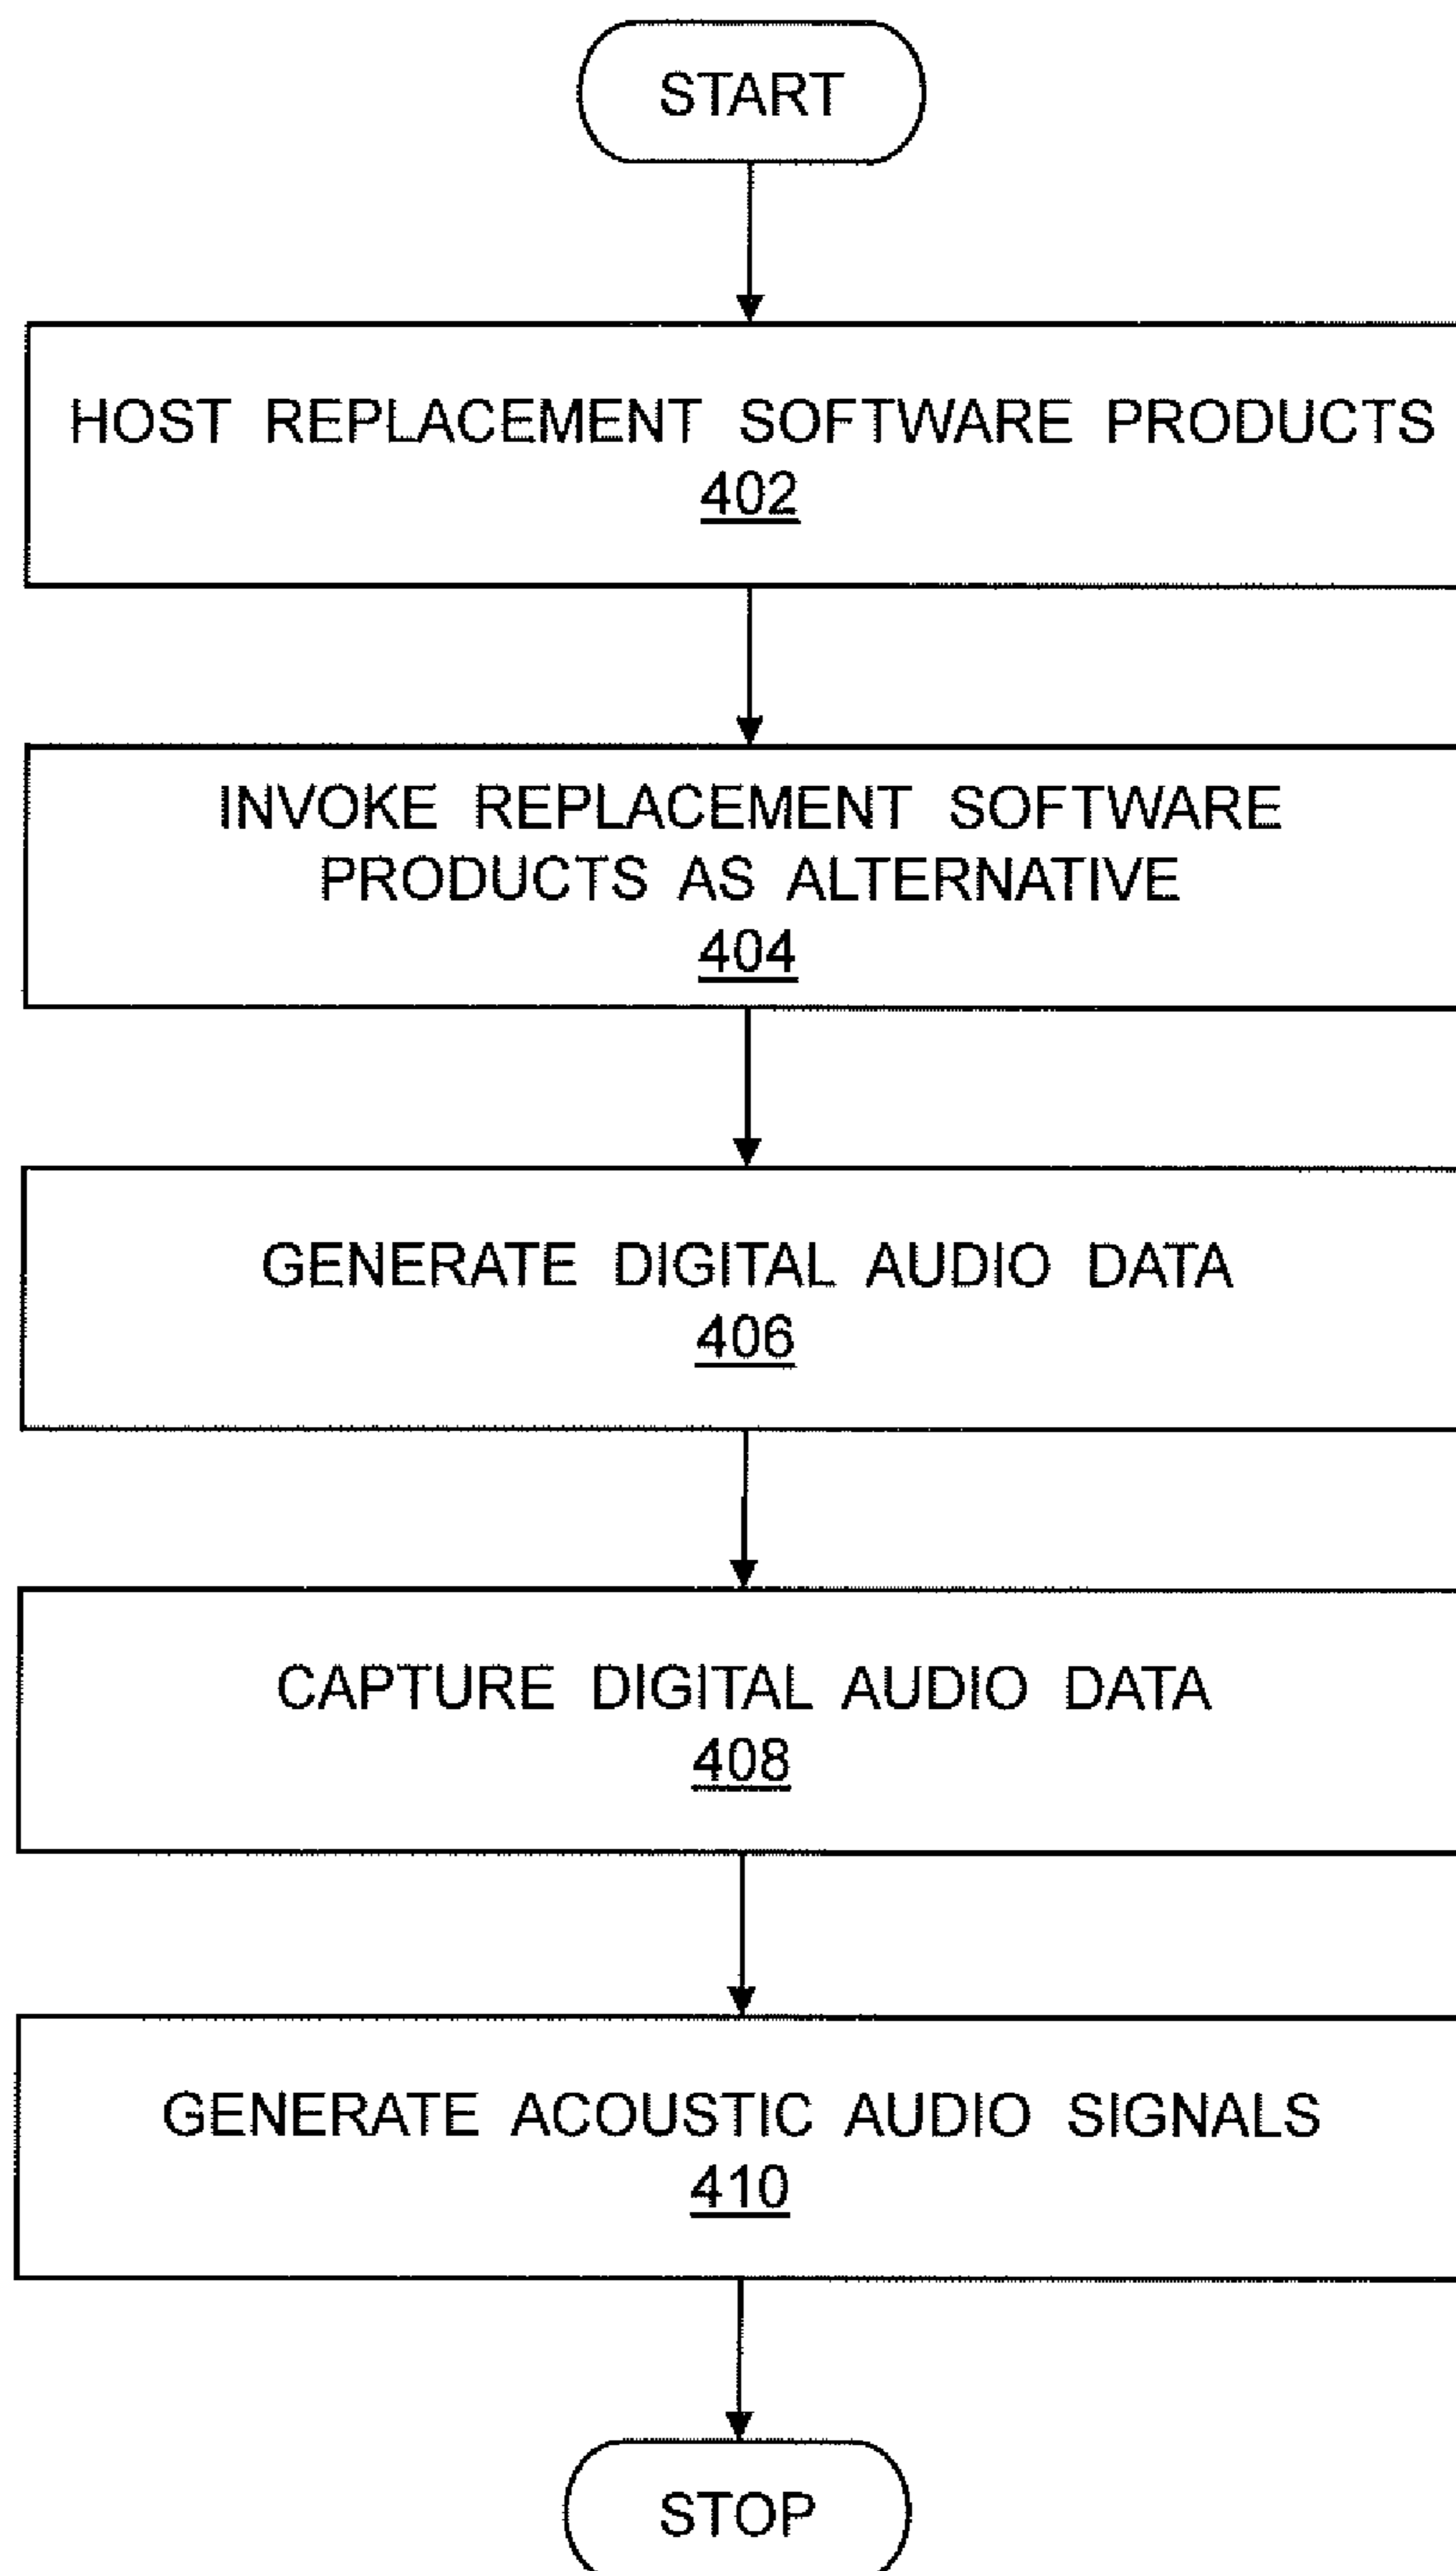 START
HOST REPLACEMENT SOFTWARE PRODUCTS
402
INVOKE REPLACEMENT SOFTWARE
PRODUCTS AS ALTERNATIVE
404
GENERATE DIGITAL AUDIO DATA
406
CAPTURE DIGITAL AUDIO DATA
408
GENERATE ACOUSTIC AUDIO SIGNALS
410
STOP